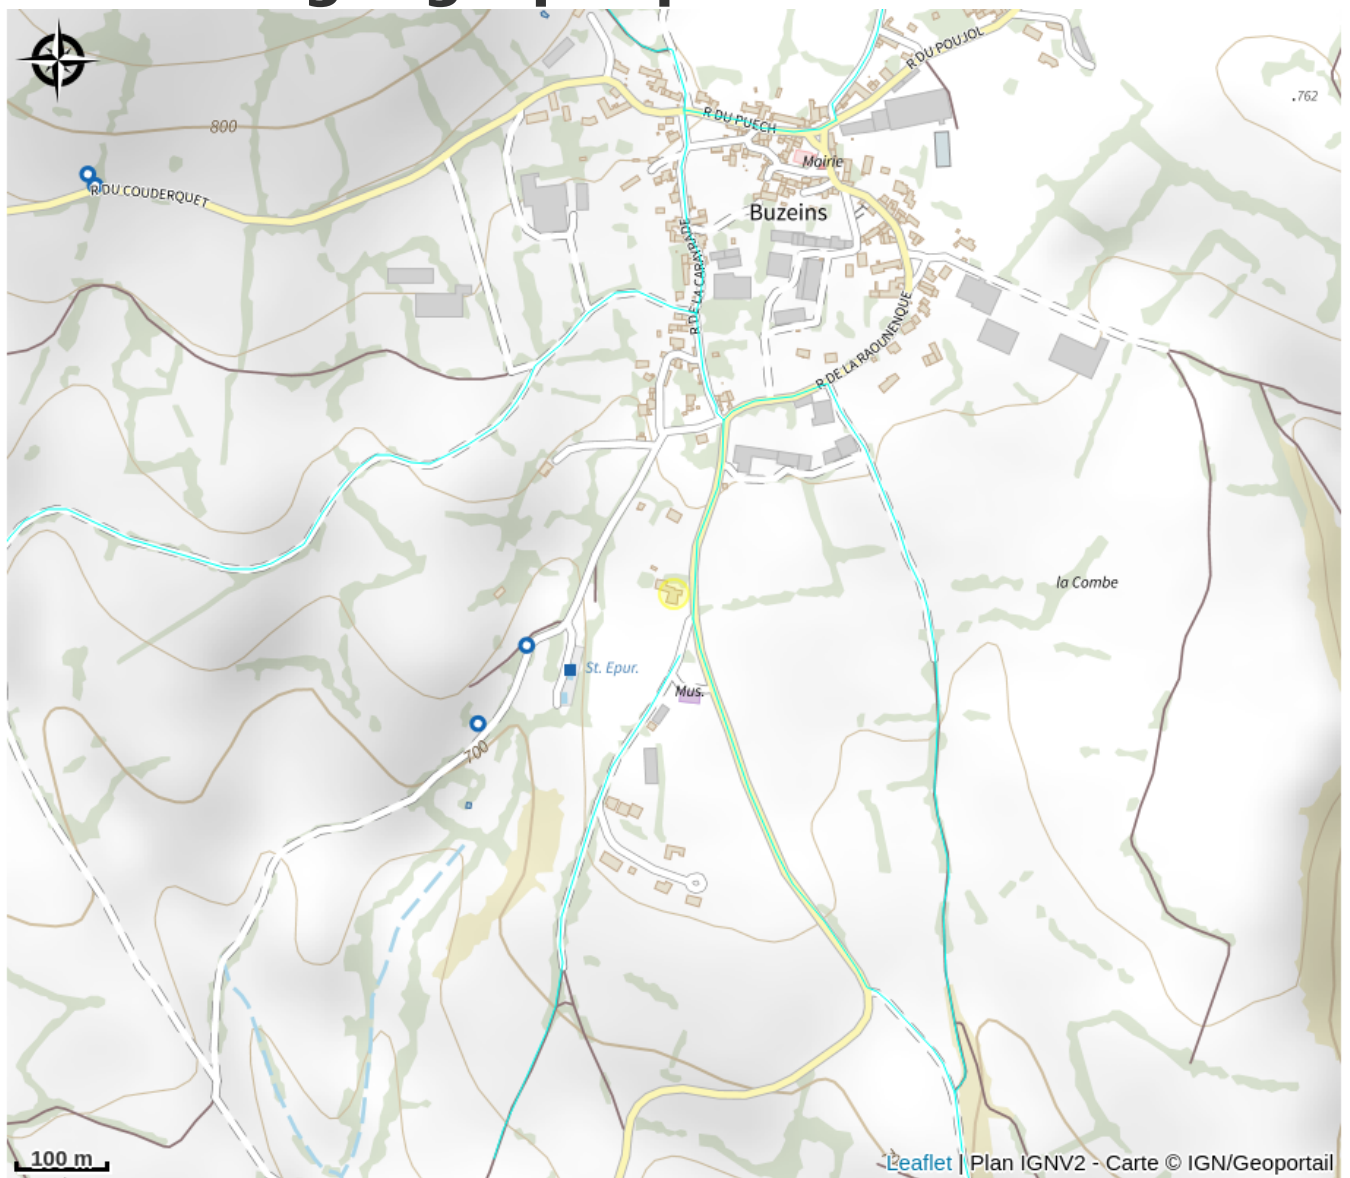 R DU POUJOL
.762
R DU PUECH
800
Mairie
R DU COUDERQUET
Buzeins
R DE LA CARAYRADE
R DE LA RAOUNENQUE
la Combe
St. Epur.
Mus.
700
100 m
Leaflet | Plan IGNV2 - Carte © IGN/Geoportail